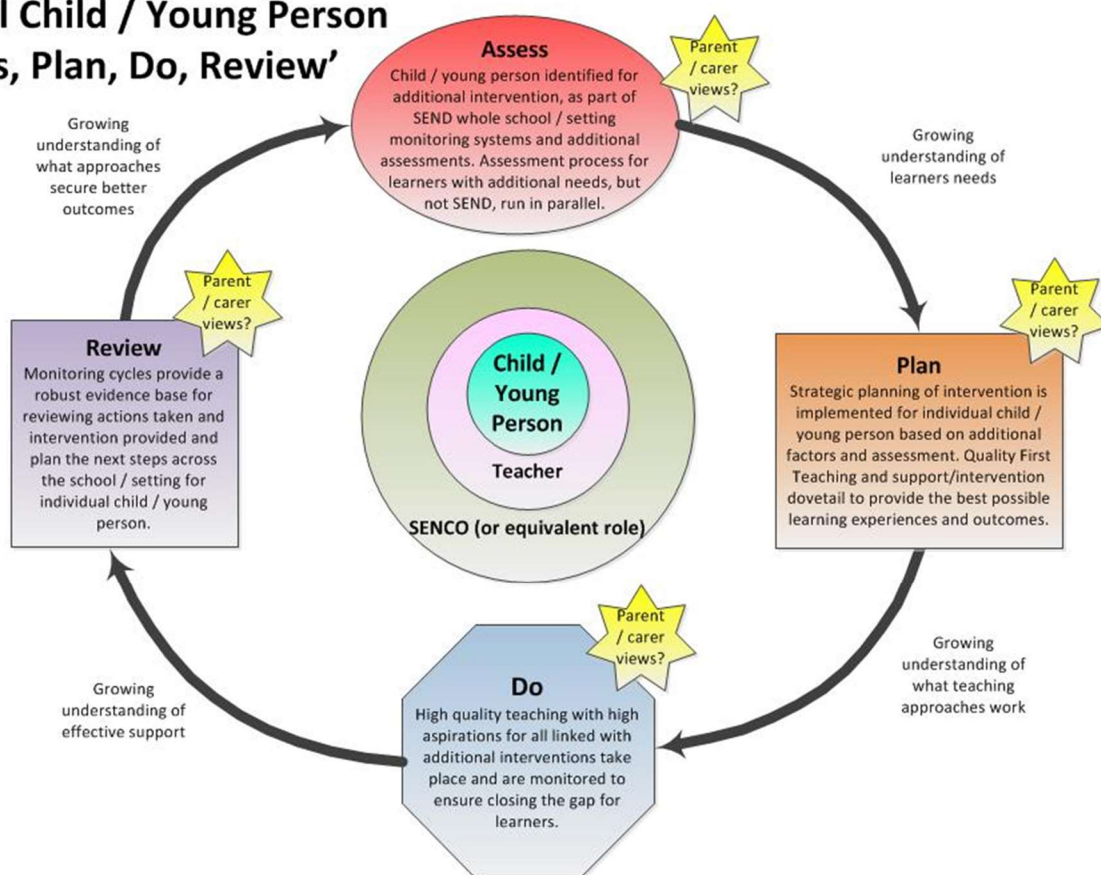 l Child / Young Person
s, Plan, Do, Review’
Assess
Child / young person identified for
additional intervention, as part of
SEND whole school / setting
monitoring systems and additional
assessments. Assessment process for
learners with additional needs, but
not SEND, run in parallel.
Parent
/ carer
views?
Growing
understanding of
learners needs
Parent
/ carer
views?
Plan
Strategic planning of intervention is
implemented for individual child /
young person based on additional
factors and assessment. Quality First
Teaching and support/intervention
dovetail to provide the best possible
learning experiences and outcomes.
Growing
understanding of
what teaching
approaches work
Parent
/ carer
views?
Do
High quality teaching with high
aspirations for all linked with
additional interventions take
place and are monitored to
ensure closing the gap for
learners.
Growing
understanding of
effective support
Parent
/ carer
views?
Review
Monitoring cycles provide a
robust evidence base for
reviewing actions taken and
intervention provided and
plan the next steps across
the school / setting for
individual child / young
person.
Growing
understanding of
what approaches
secure better
outcomes
Child /
Young
Person
Teacher
SENCO (or equivalent role)